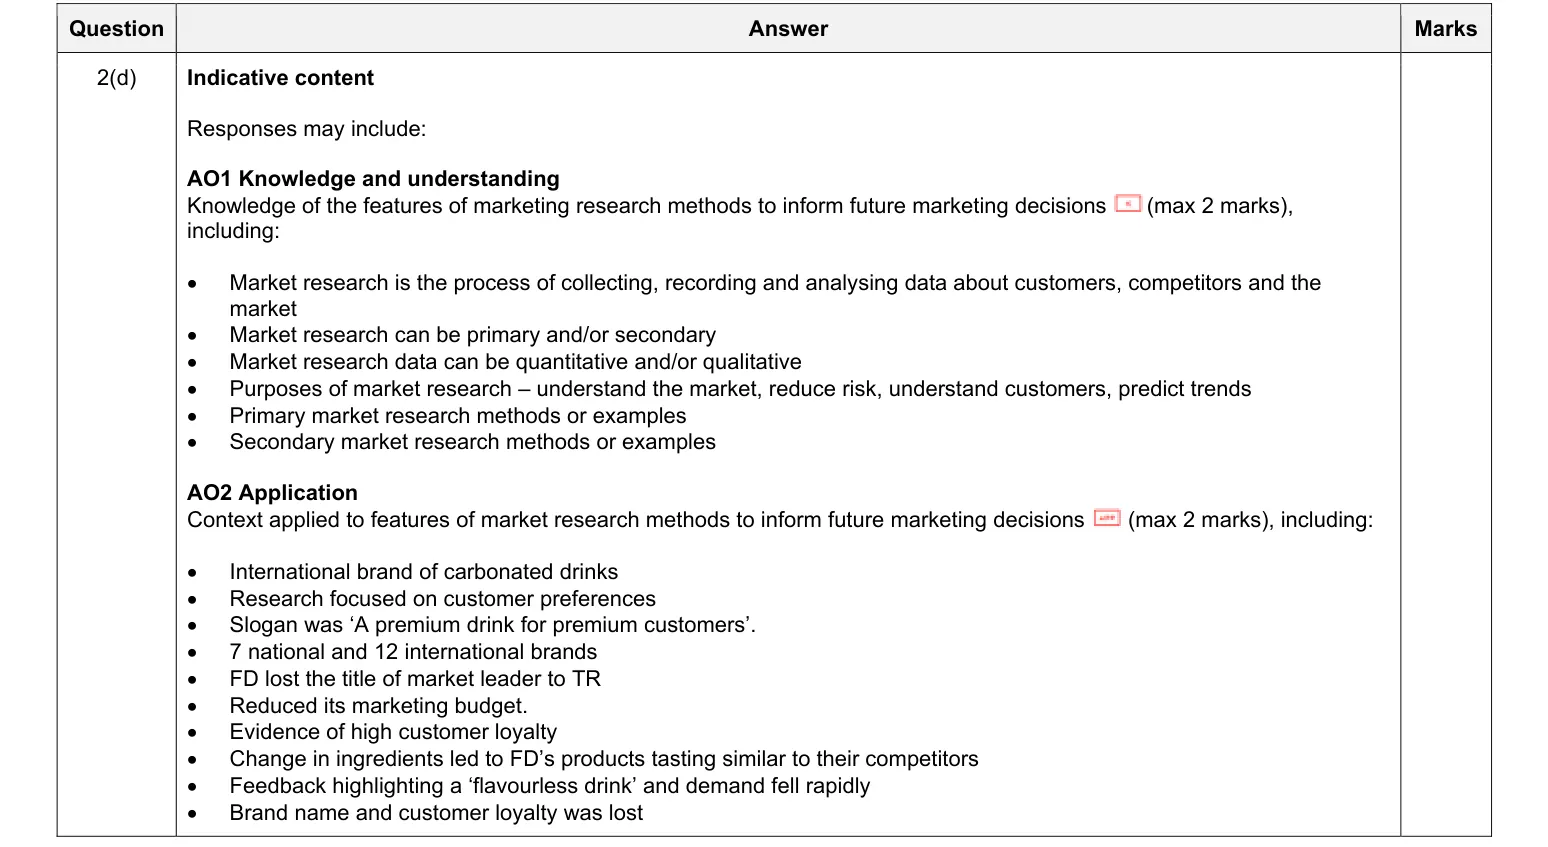 Question Answer Marks
2(d) Indicative content
Responses may include:
AO1 Knowledge and understanding
Knowledge of the features of marketing research methods to inform future marketing decisions (max 2 marks),
including:
• Market research is the process of collecting, recording and analysing data about customers, competitors and the
market
• Market research can be primary and/or secondary
• Market research data can be quantitative and/or qualitative
• Purposes of market research – understand the market, reduce risk, understand customers, predict trends
• Primary market research methods or examples
• Secondary market research methods or examples
AO2 Application
Context applied to features of market research methods to inform future marketing decisions (max 2 marks), including:
• International brand of carbonated drinks
• Research focused on customer preferences
• Slogan was ‘A premium drink for premium customers’.
• 7 national and 12 international brands
• FD lost the title of market leader to TR
• Reduced its marketing budget.
• Evidence of high customer loyalty
• Change in ingredients led to FD’s products tasting similar to their competitors
• Feedback highlighting a ‘flavourless drink’ and demand fell rapidly
• Brand name and customer loyalty was lost